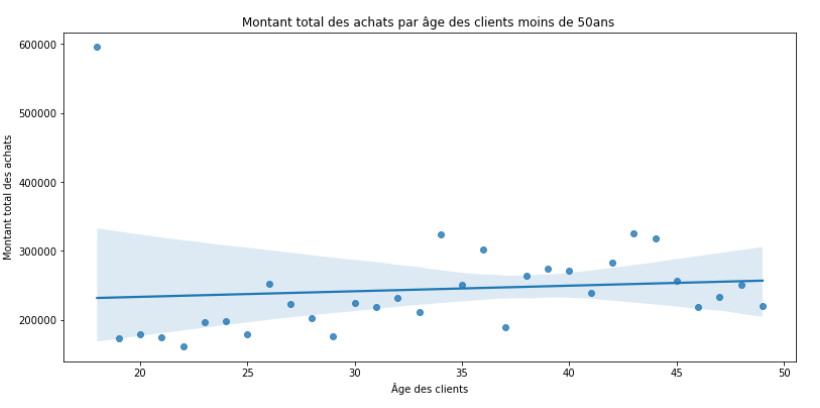 Montant total des achats par âge des clients moins de 50ans
600000
500000
400000
300000
200000
Montant total des achats
20 25 30 35 40 45 50
Âge des clients